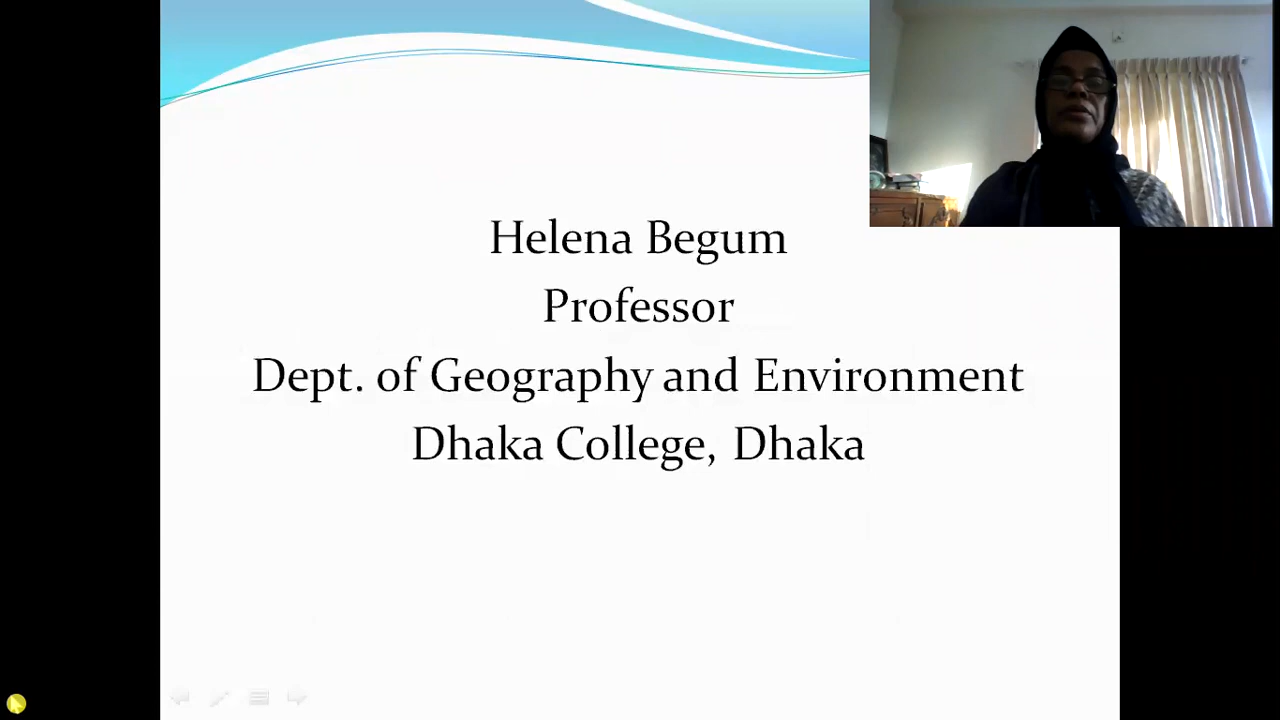 Helena Begum
Professor
Dept. of Geography and Environment
Dhaka College, Dhaka